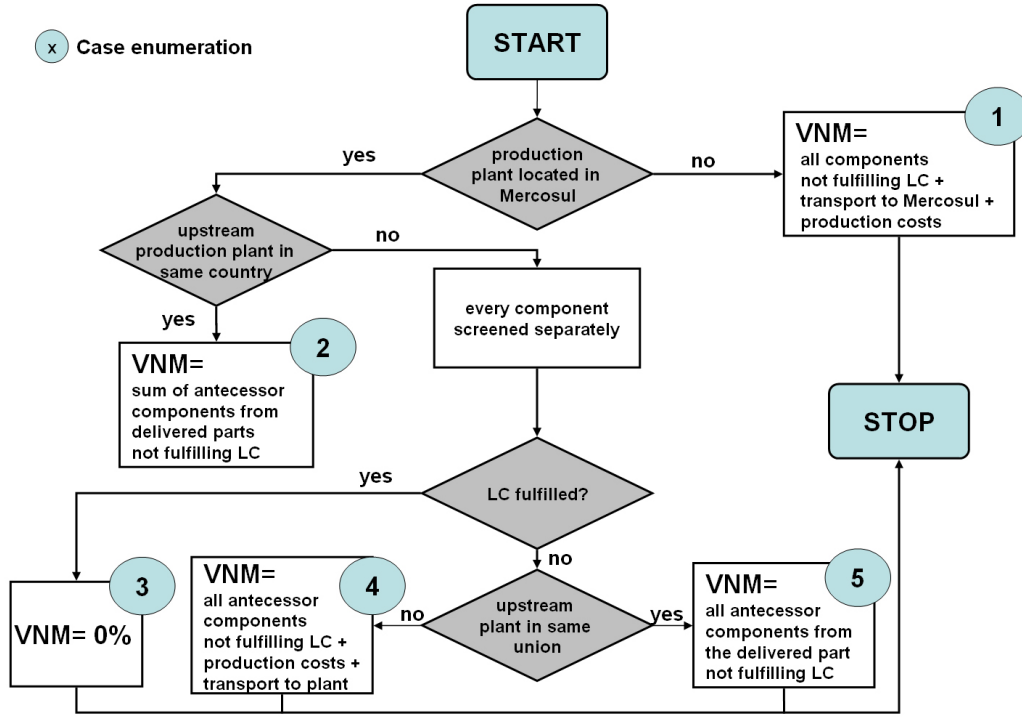 x Case enumeration
START
production
plant located in
Mercosul
yes
no
1
VNM=
all components
not fulfilling LC +
transport to Mercosul +
production costs
upstream
production plant in
same country
no
yes
every component
screened separately
2
VNM=
sum of antecessor
components from
delivered parts
not fulfilling LC
STOP
LC fulfilled?
yes
no
3
VNM= 0%
4
VNM=
all antecessor
components
not fulfilling LC +
production costs +
transport to plant
no
upstream
plant in same
union
yes
5
VNM=
all antecessor
components from
the delivered part
not fulfilling LC